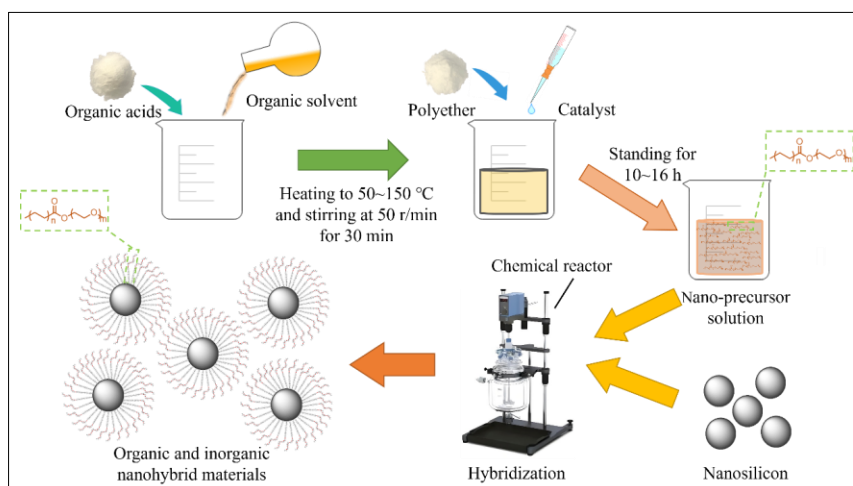 Organic acids
Organic solvent
Polyether
Catalyst
Heating to 50~150 ℃
and stirring at 50 r/min
for 30 min
Standing for
10~16 h
O
n
O
O
m
Nano-precursor
solution
O
n
O
O
m
Chemical reactor
Organic and inorganic
nanohybrid materials
Hybridization
Nanosilicon